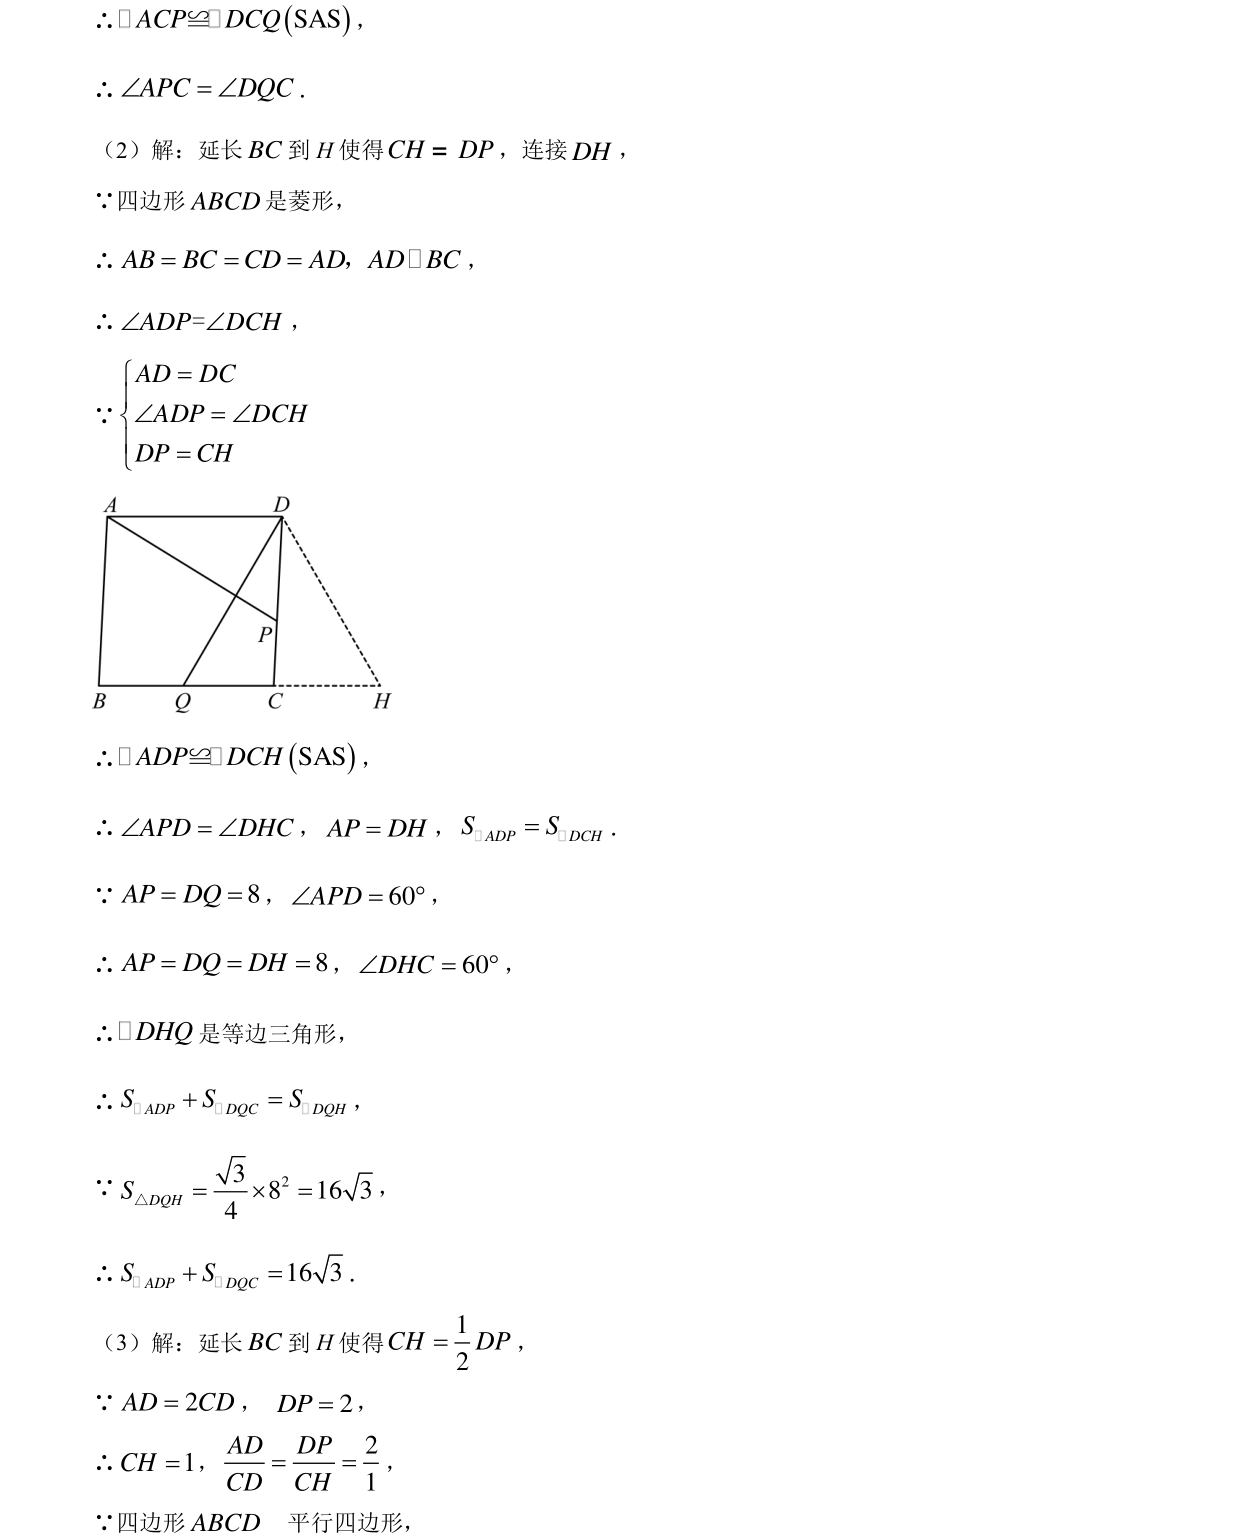 ∴□ACP≌□DCQ(SAS)，
∴∠APC=∠DQC．
（2）解：延长BC到H使得CH = DP，连接DH，
∵四边形ABCD是菱形，
∴AB=BC=CD=AD，AD□BC，
∴∠ADP=∠DCH，
AD=DC
∵{∠ADP=∠DCH
DP=CH
A D
P
B Q C H
∴□ADP≌□DCH(SAS)，
∴∠APD=∠DHC，AP=DH，S□ADP=S□DCH．
∵AP=DQ=8，∠APD=60°，
∴AP=DQ=DH=8，∠DHC=60°，
∴□DHQ是等边三角形，
∴S□ADP+S□DQC=S□DQH，
∵S△DQH=√3/4×8²=16√3，
∴S□ADP+S□DQC=16√3．
（3）解：延长BC到H使得CH=1/2DP，
∵AD=2CD， DP=2，
∴CH=1，AD/CD=DP/CH=2/1，
∵四边形ABCD 平行四边形，